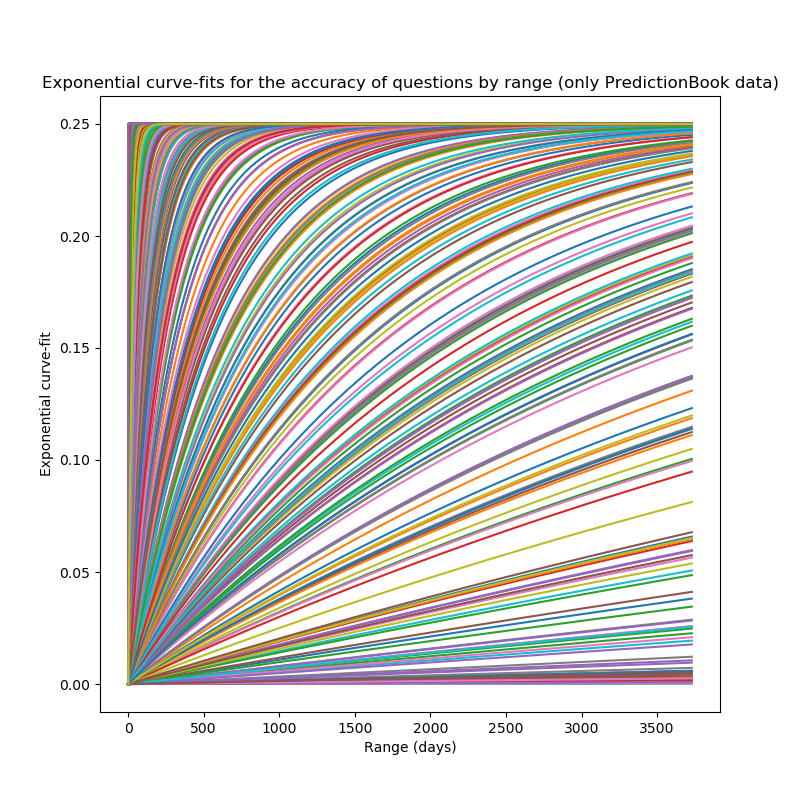 Exponential curve-fits for the accuracy of questions by range (only PredictionBook data)
0.25
0.20
0.15
0.10
0.05
0.00
Exponential curve-fit
0 500 1000 1500 2000 2500 3000 3500
Range (days)